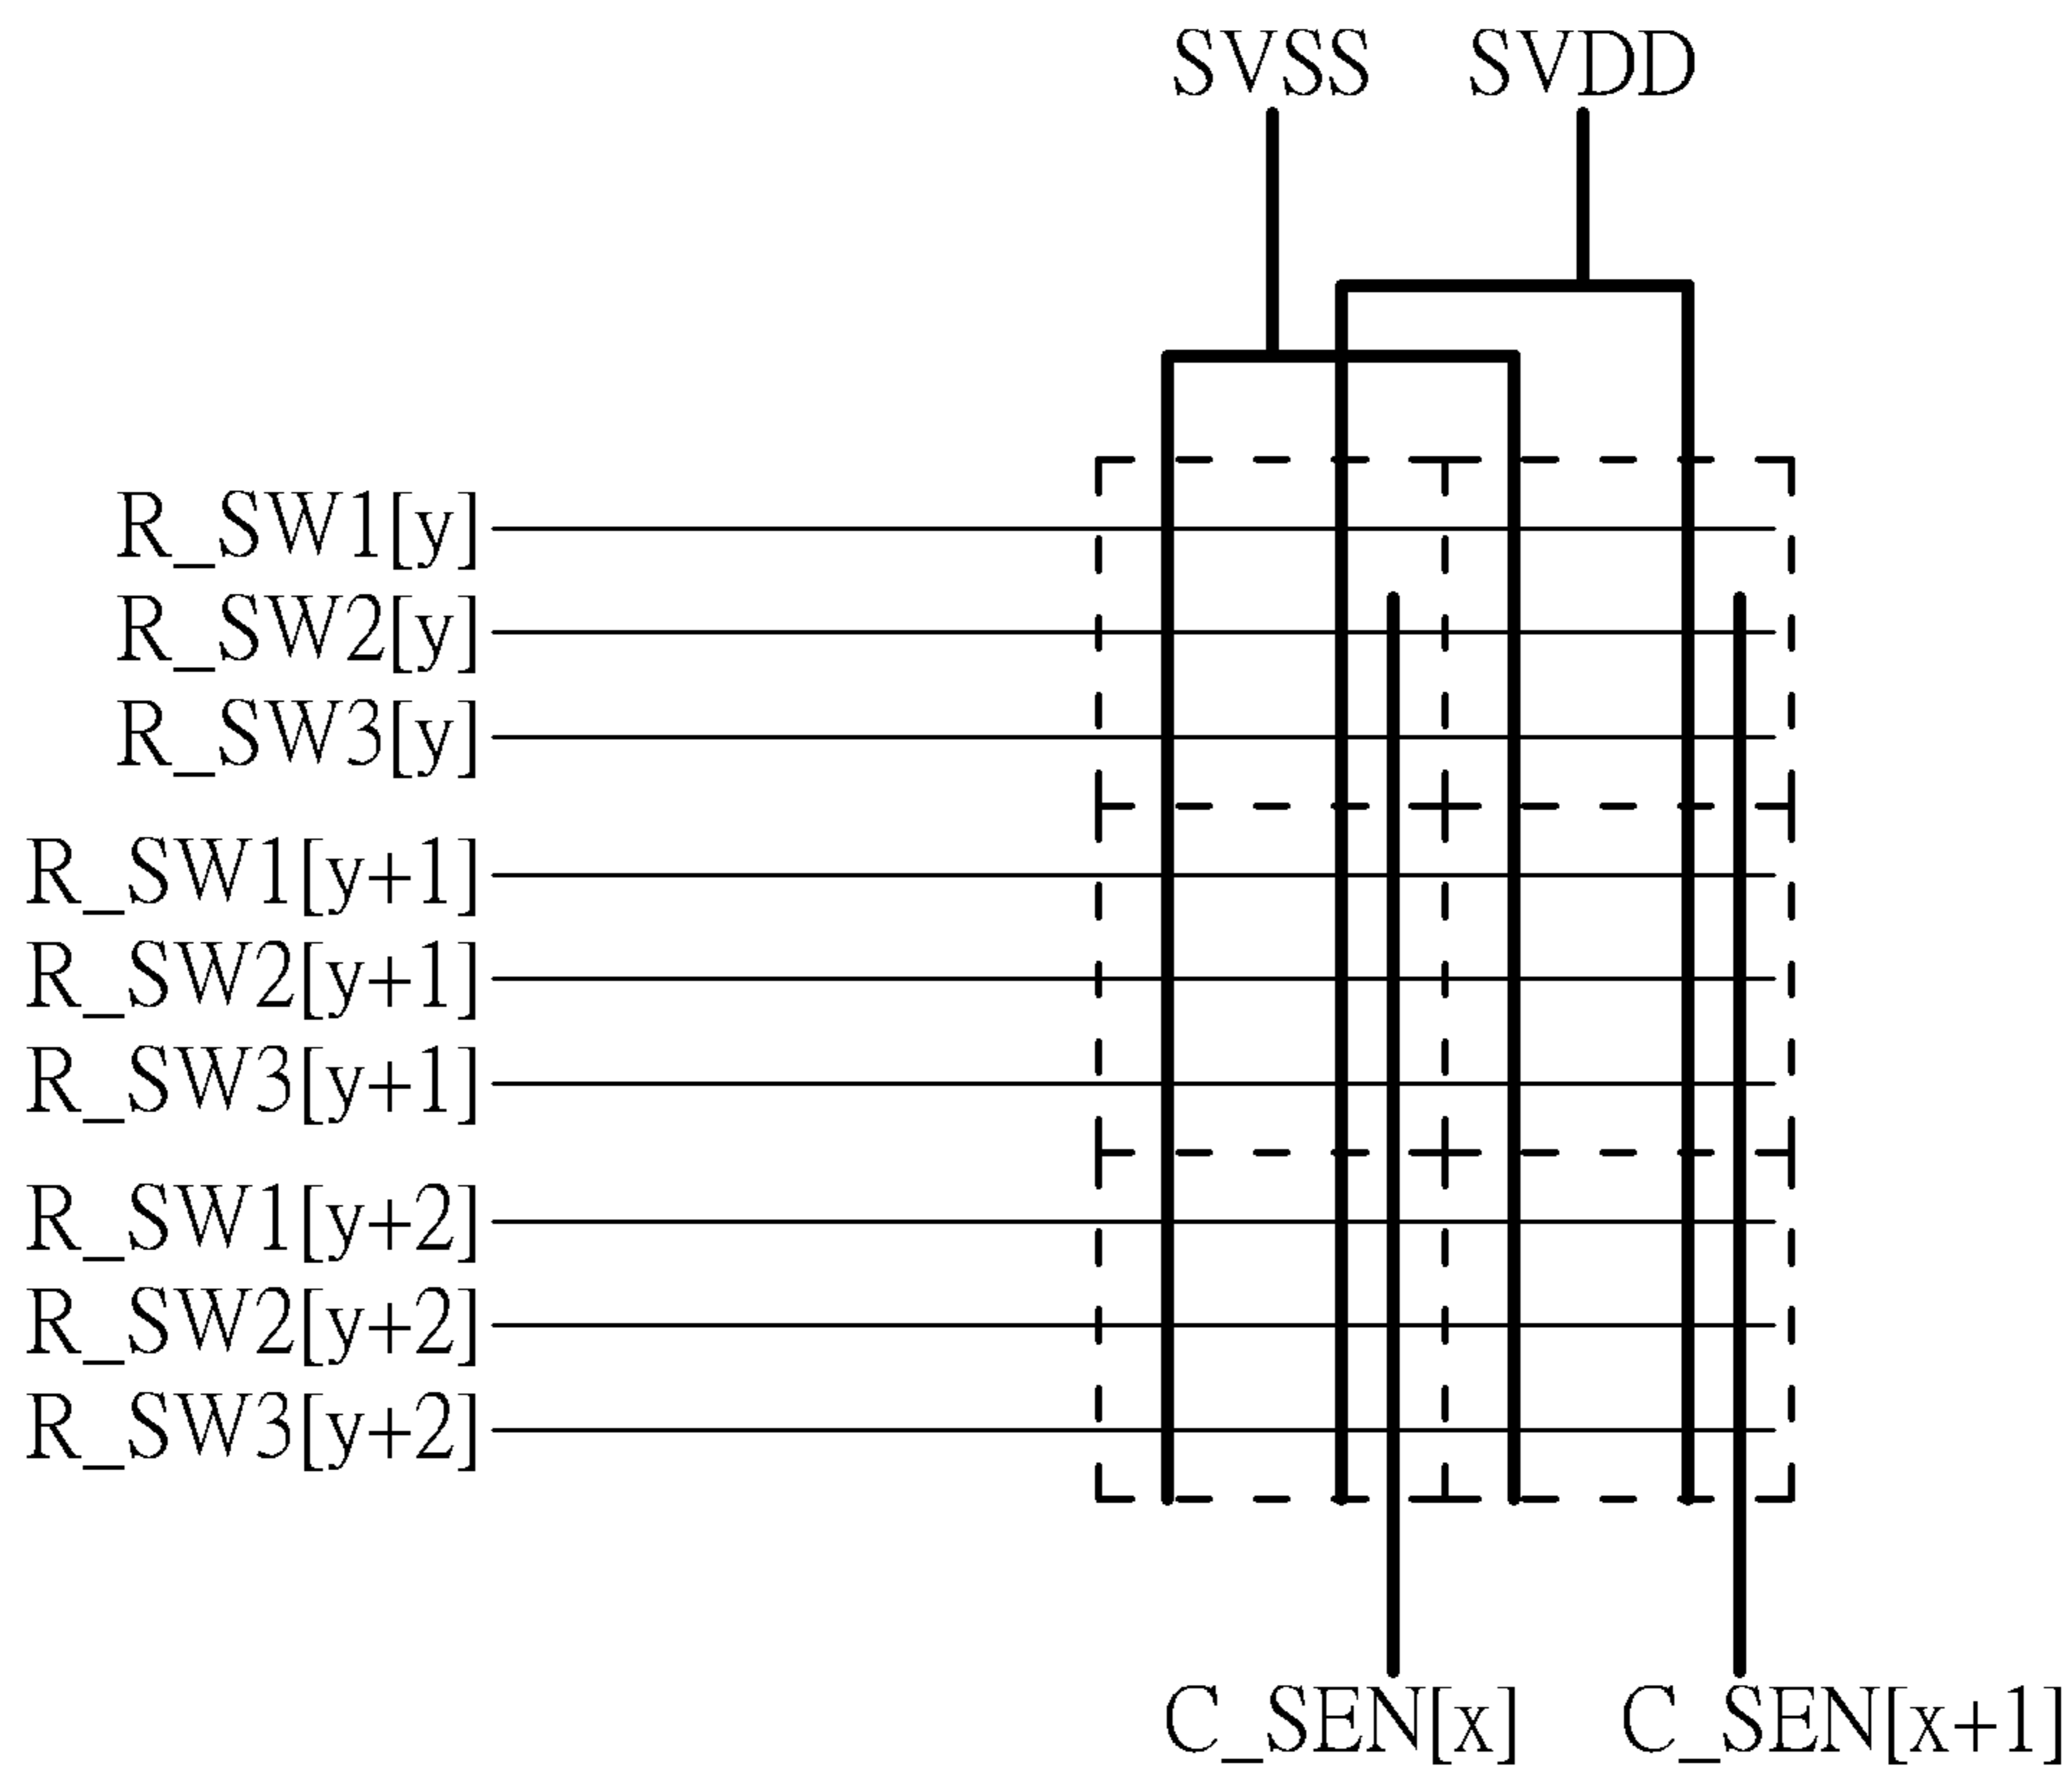 SVSS SVDD
R_SW1[y]
R_SW2[y]
R_SW3[y]
R_SW1[y+1]
R_SW2[y+1]
R_SW3[y+1]
R_SW1[y+2]
R_SW2[y+2]
R_SW3[y+2]
C_SEN[x] C_SEN[x+1]